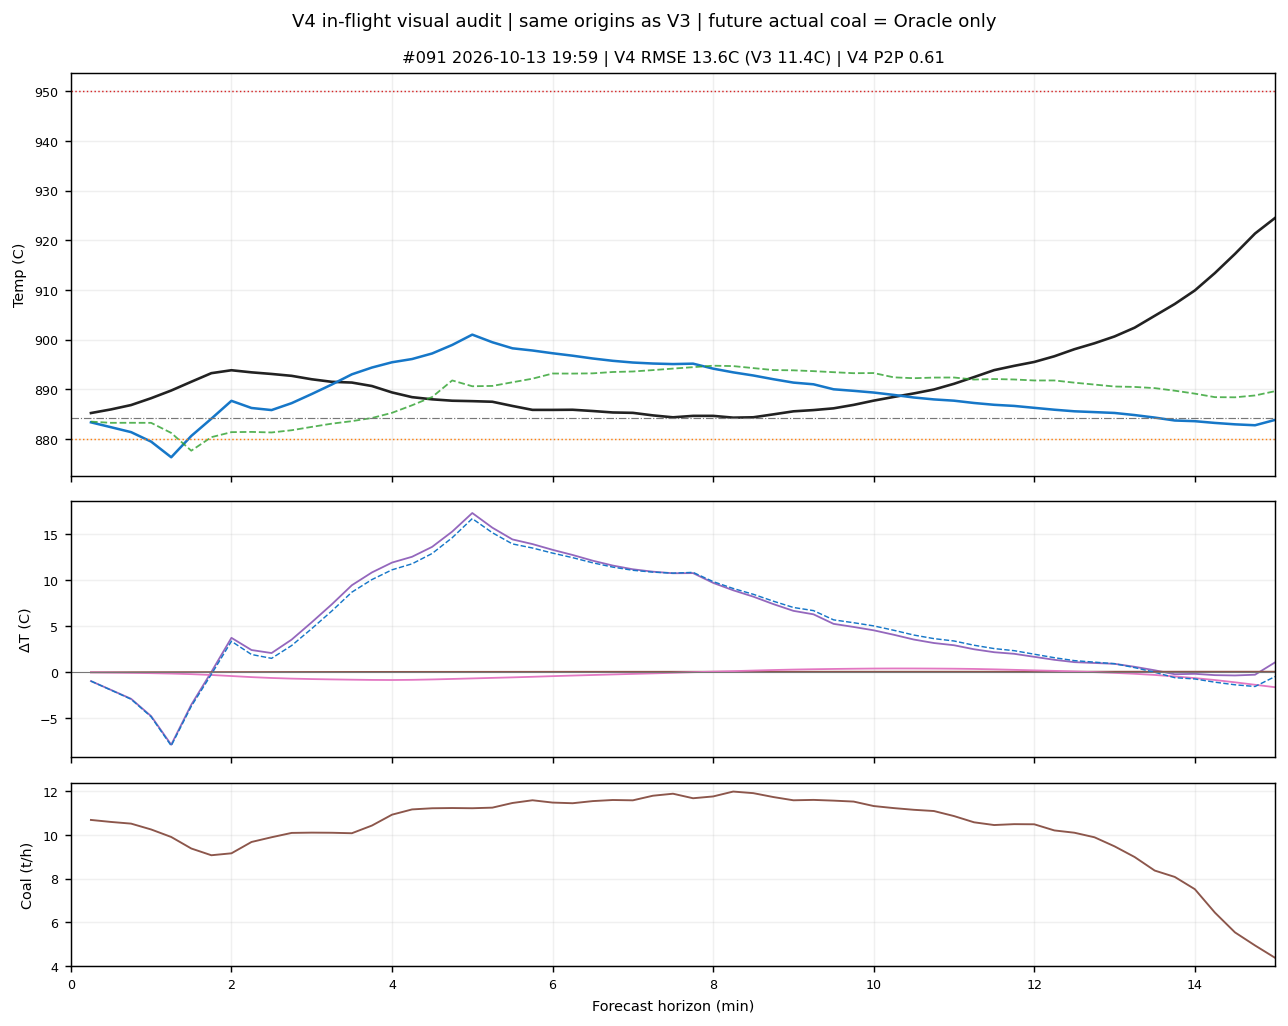 V4 in-flight visual audit | same origins as V3 | future actual coal = Oracle only
#091 2026-10-13 19:59 | V4 RMSE 13.6C (V3 11.4C) | V4 P2P 0.61
950
940
930
920
910
900
890
880
Temp (C)
15
10
5
0
−5
ΔT (C)
12
10
8
6
4
Coal (t/h)
0 2 4 6 8 10 12 14
Forecast horizon (min)